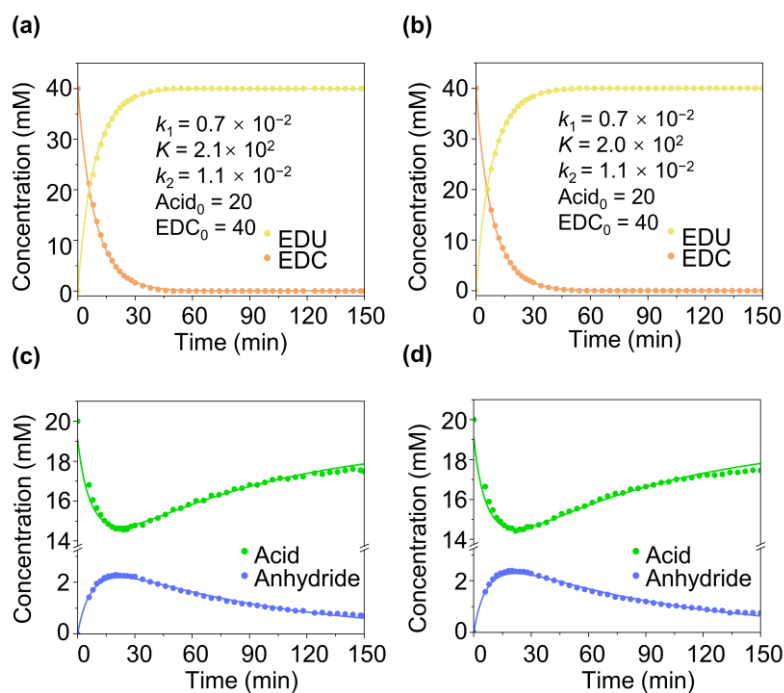 (a)
(b)
Concentration (mM)
40
30
20
10
0
k₁ = 0.7 × 10⁻²
K = 2.1× 10²
k₂ = 1.1 × 10⁻²
Acid₀ = 20
EDC₀ = 40
EDU
EDC
0 30 60 90 120 150
Time (min)
Concentration (mM)
40
30
20
10
0
k₁ = 0.7 × 10⁻²
K = 2.0 × 10²
k₂ = 1.1 × 10⁻²
Acid₀ = 20
EDC₀ = 40
EDU
EDC
0 30 60 90 120 150
Time (min)
(c)
(d)
Concentration (mM)
20
18
16
14
2
0
Acid
Anhydride
0 30 60 90 120 150
Time (min)
Concentration (mM)
20
18
16
14
2
0
Acid
Anhydride
0 30 60 90 120 150
Time (min)